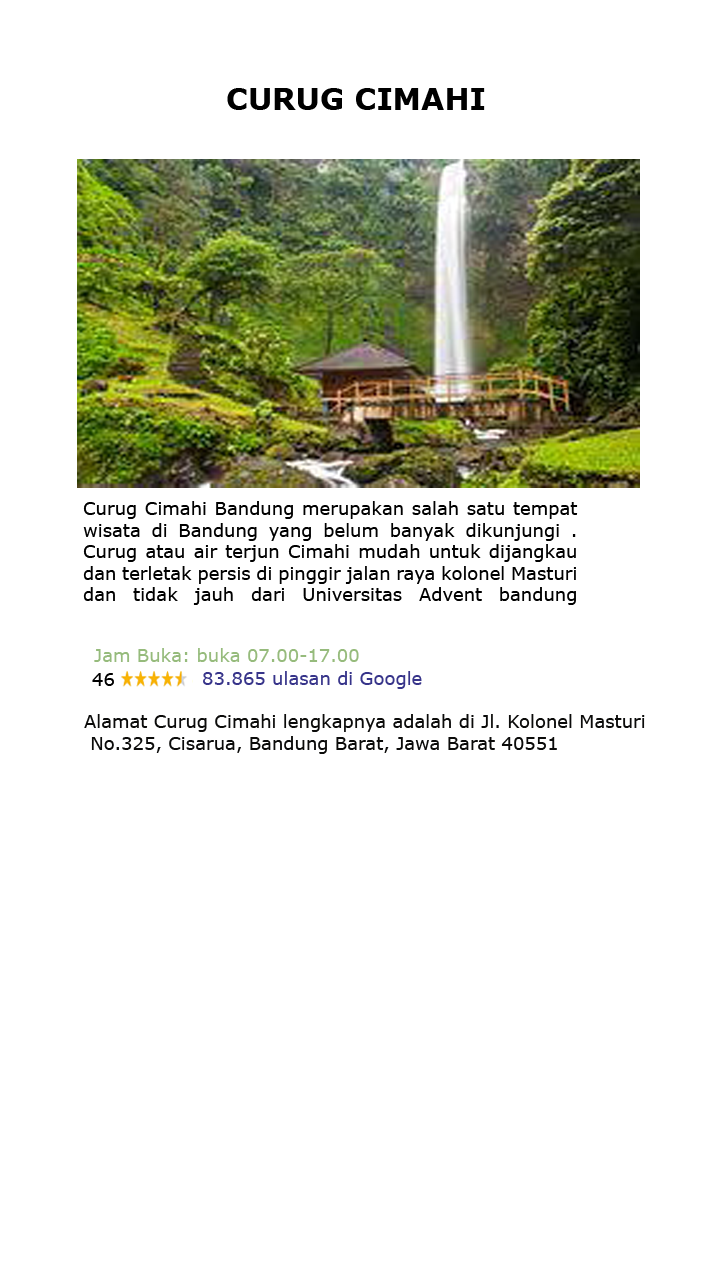 CURUG CIMAHI
Curug Cimahi Bandung merupakan salah satu tempat
wisata di Bandung yang belum banyak dikunjungi .
Curug atau air terjun Cimahi mudah untuk dijangkau
dan terletak persis di pinggir jalan raya kolonel Masturi
dan tidak jauh dari Universitas Advent bandung
Jam Buka: buka 07.00-17.00
46 83.865 ulasan di Google
Alamat Curug Cimahi lengkapnya adalah di Jl. Kolonel Masturi
No.325, Cisarua, Bandung Barat, Jawa Barat 40551